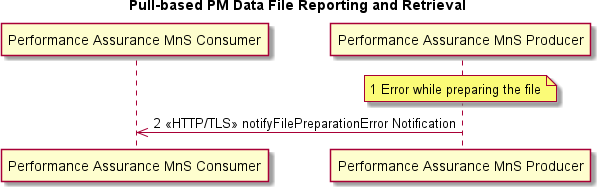 Pull-based PM Data File Reporting and Retrieval
Performance Assurance MnS Consumer
Performance Assurance MnS Producer
1 Error while preparing the file
2 «HTTP/TLS» notifyFilePreparationError Notification
Performance Assurance MnS Consumer
Performance Assurance MnS Producer